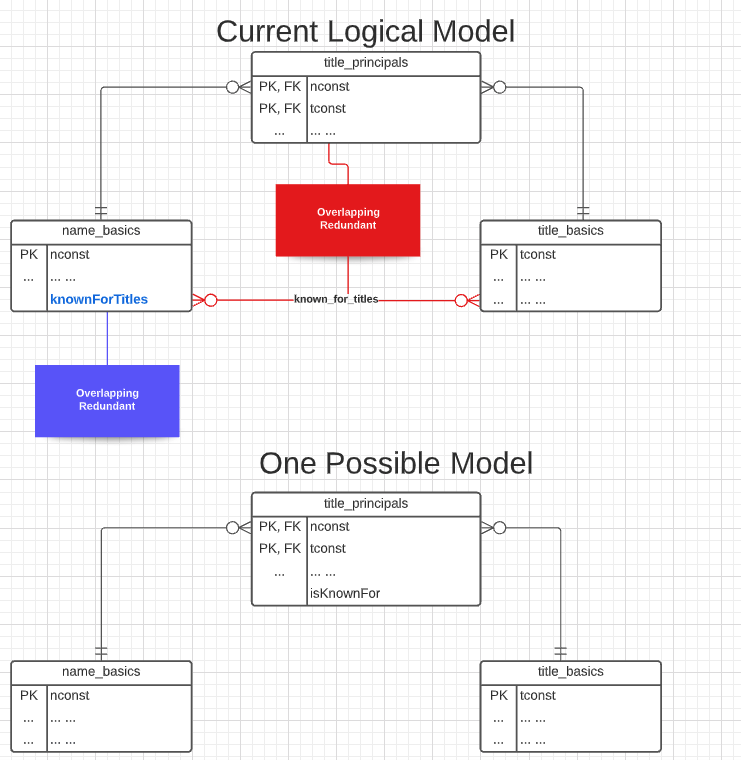 Current Logical Model
title_principals
PK, FK nconst
PK, FK tconst
... ... ...
Overlapping
Redundant
name_basics
PK nconst
... ... ...
knownForTitles
title_basics
PK tconst
... ... ...
... ... ...
known_for_titles
Overlapping
Redundant
One Possible Model
title_principals
PK, FK nconst
PK, FK tconst
... ... ...
isKnownFor
name_basics
PK nconst
... ... ...
... ... ...
title_basics
PK tconst
... ... ...
... ... ...